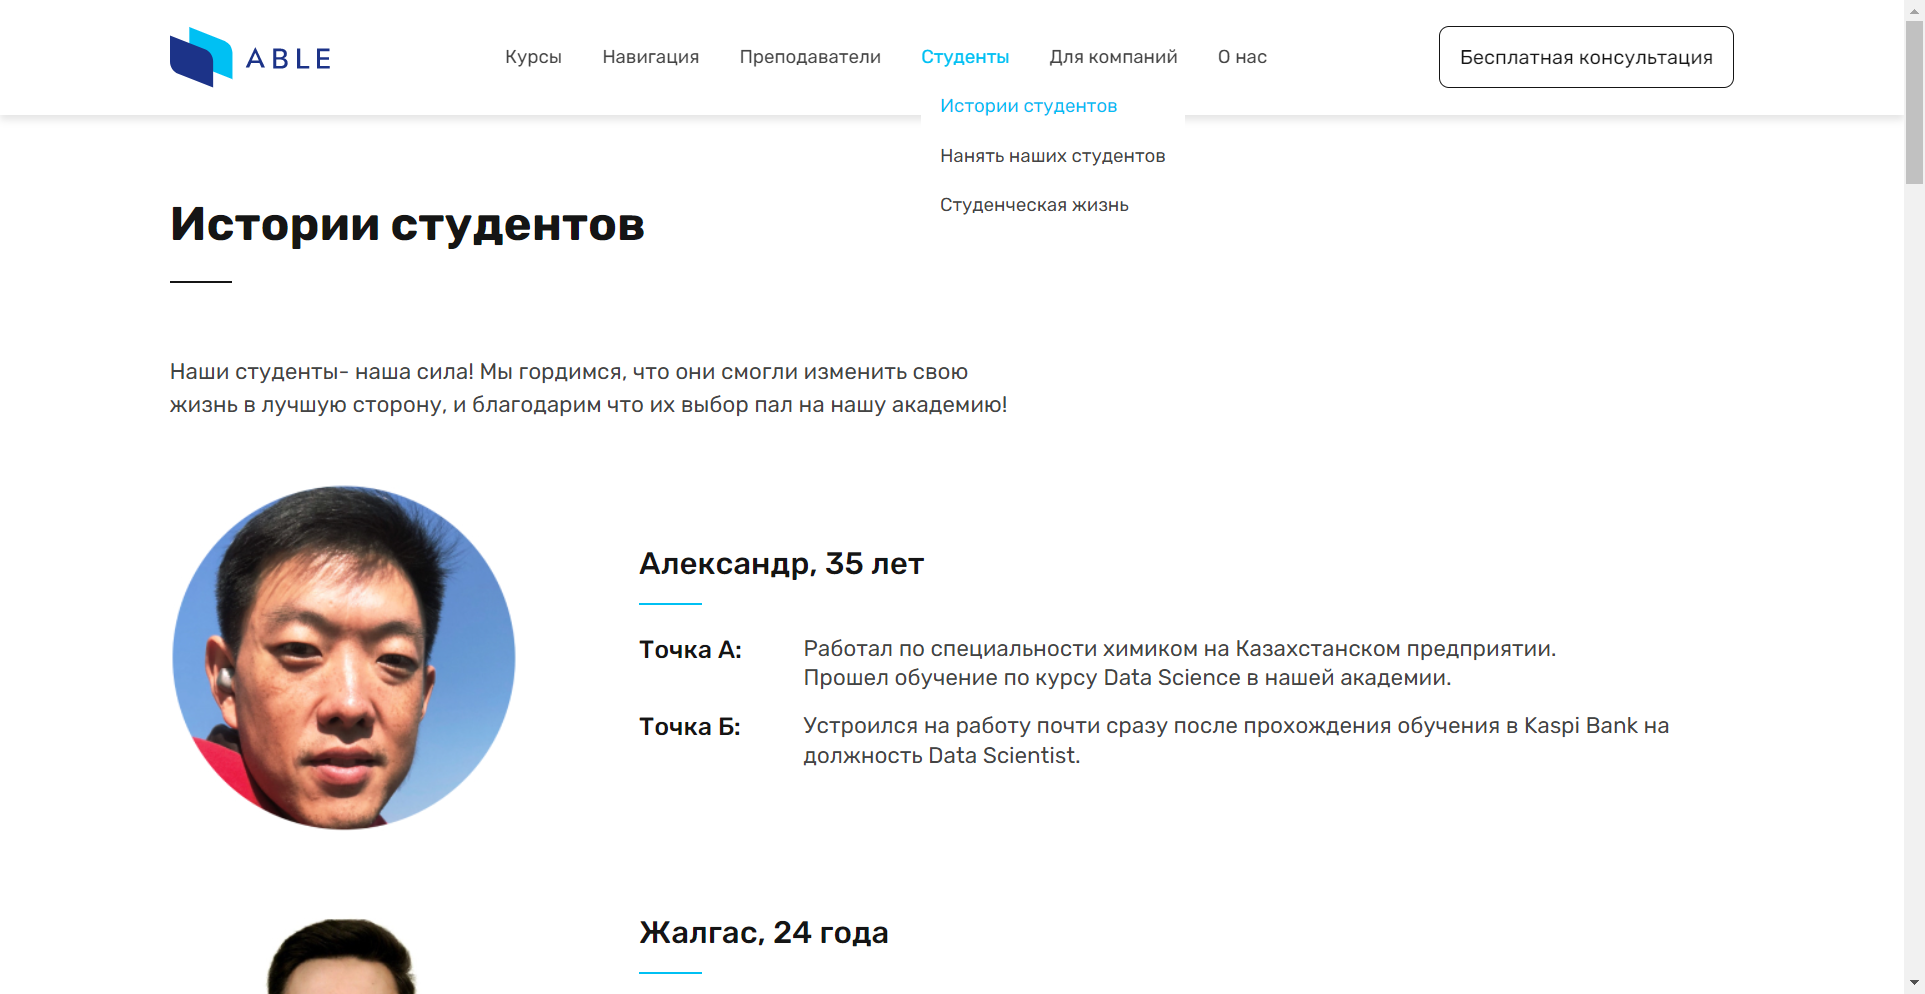 ABLE
Курсы
Навигация
Преподаватели
Студенты
Для компаний
О нас
Бесплатная консультация
Истории студентов
Нанять наших студентов
Студенческая жизнь
Истории студентов
Наши студенты- наша сила! Мы гордимся, что они смогли изменить свою
жизнь в лучшую сторону, и благодарим что их выбор пал на нашу академию!
Александр, 35 лет
Точка А:
Работал по специальности химиком на Казахстанском предприятии.
Прошел обучение по курсу Data Science в нашей академии.
Точка Б:
Устроился на работу почти сразу после прохождения обучения в Kaspi Bank на
должность Data Scientist.
Жалгас, 24 года